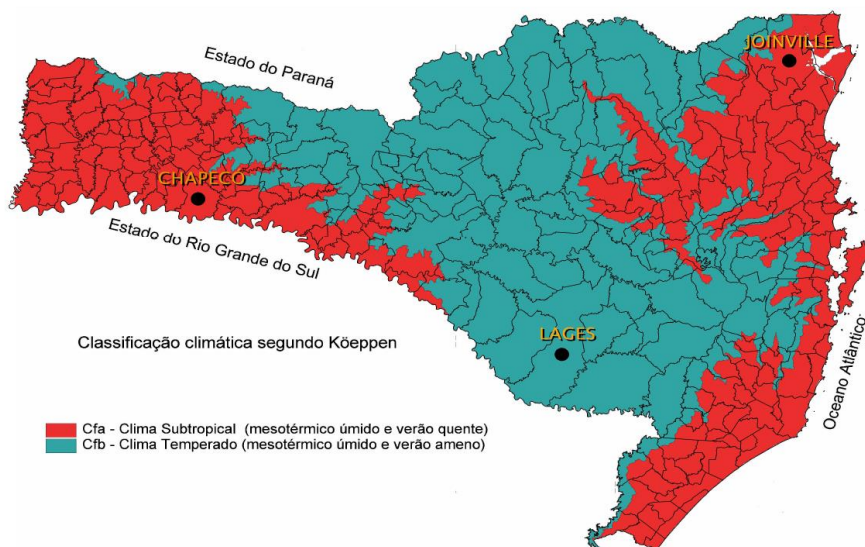 Estado do Paraná
JOINVILLE
CHAPECÓ
Estado do Rio Grande do Sul
Classificação climática segundo Köeppen
LAGES
Oceano Atlântico
Cfa - Clima Subtropical (mesotérmico úmido e verão quente)
Cfb - Clima Temperado (mesotérmico úmido e verão ameno)